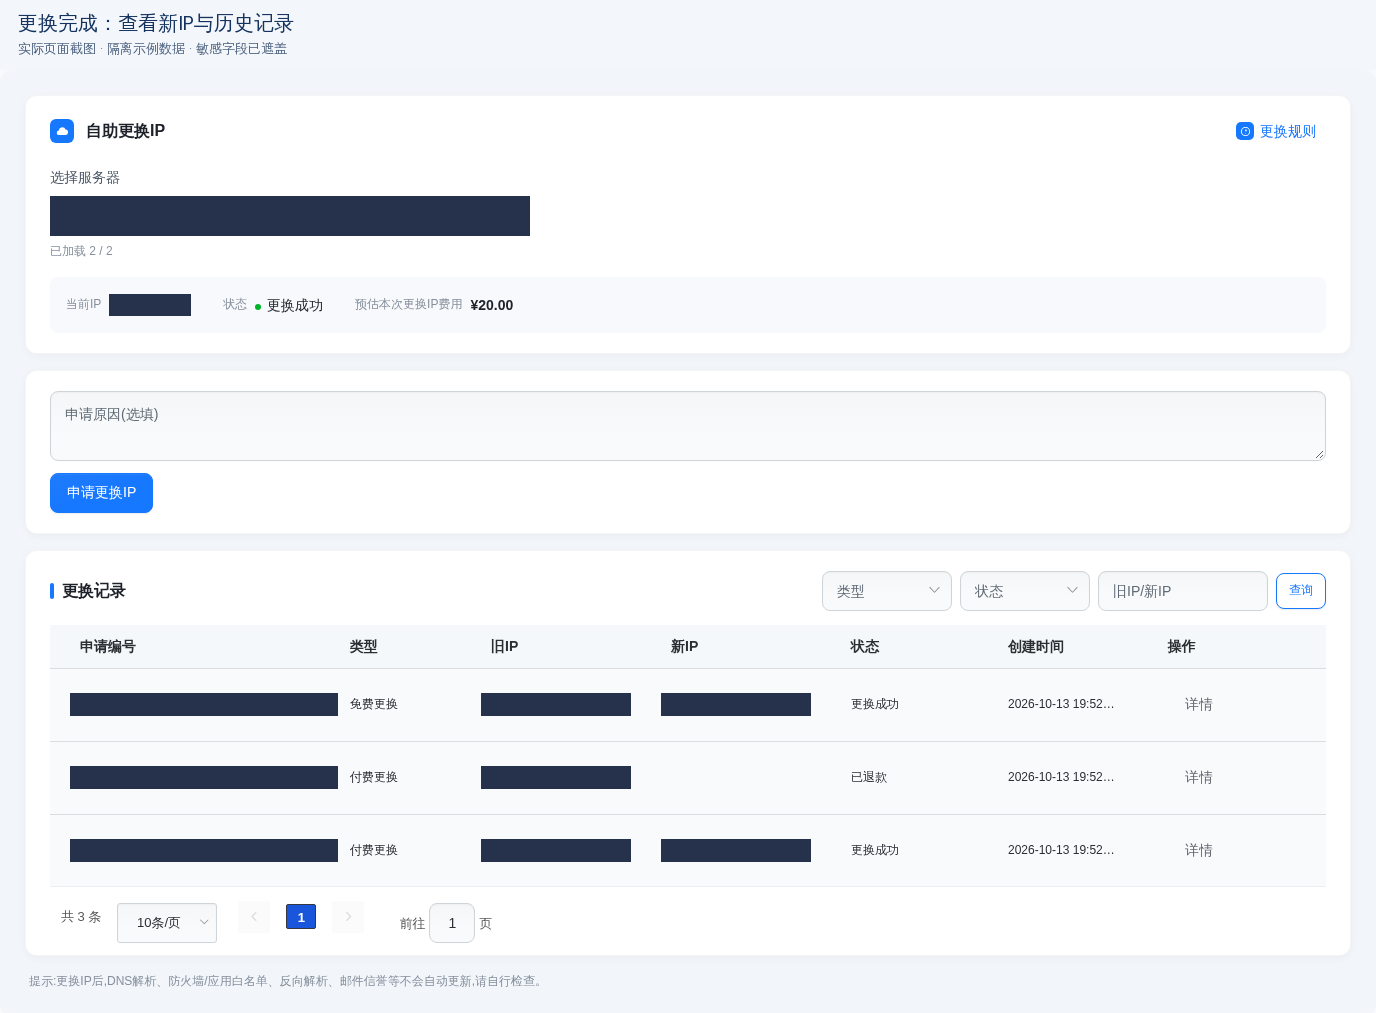 更换完成：查看新IP与历史记录
实际页面截图 · 隔离示例数据 · 敏感字段已遮盖
自助更换IP
更换规则
选择服务器
已加载 2 / 2
当前IP 状态 更换成功 预估本次更换IP费用 ¥20.00
申请原因(选填)
申请更换IP
更换记录 类型 状态 旧IP/新IP 查询
申请编号 类型 旧IP 新IP 状态 创建时间 操作
免费更换 更换成功 2026-10-13 19:52... 详情
付费更换 已退款 2026-10-13 19:52... 详情
付费更换 更换成功 2026-10-13 19:52... 详情
共 3 条 10条/页 1 前往 1 页
提示:更换IP后,DNS解析、防火墙/应用白名单、反向解析、邮件信誉等不会自动更新,请自行检查。